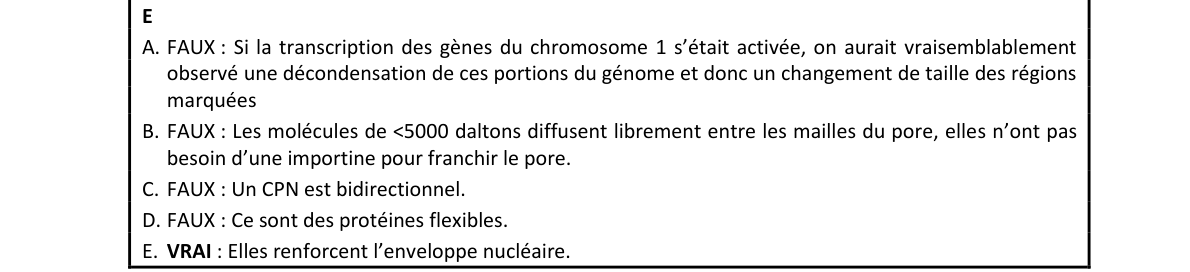 E
A. FAUX : Si la transcription des gènes du chromosome 1 s’était activée, on aurait vraisemblablement
observé une décondensation de ces portions du génome et donc un changement de taille des régions
marquées
B. FAUX : Les molécules de <5000 daltons diffusent librement entre les mailles du pore, elles n’ont pas
besoin d’une importine pour franchir le pore.
C. FAUX : Un CPN est bidirectionnel.
D. FAUX : Ce sont des protéines flexibles.
E. VRAI : Elles renforcent l’enveloppe nucléaire.